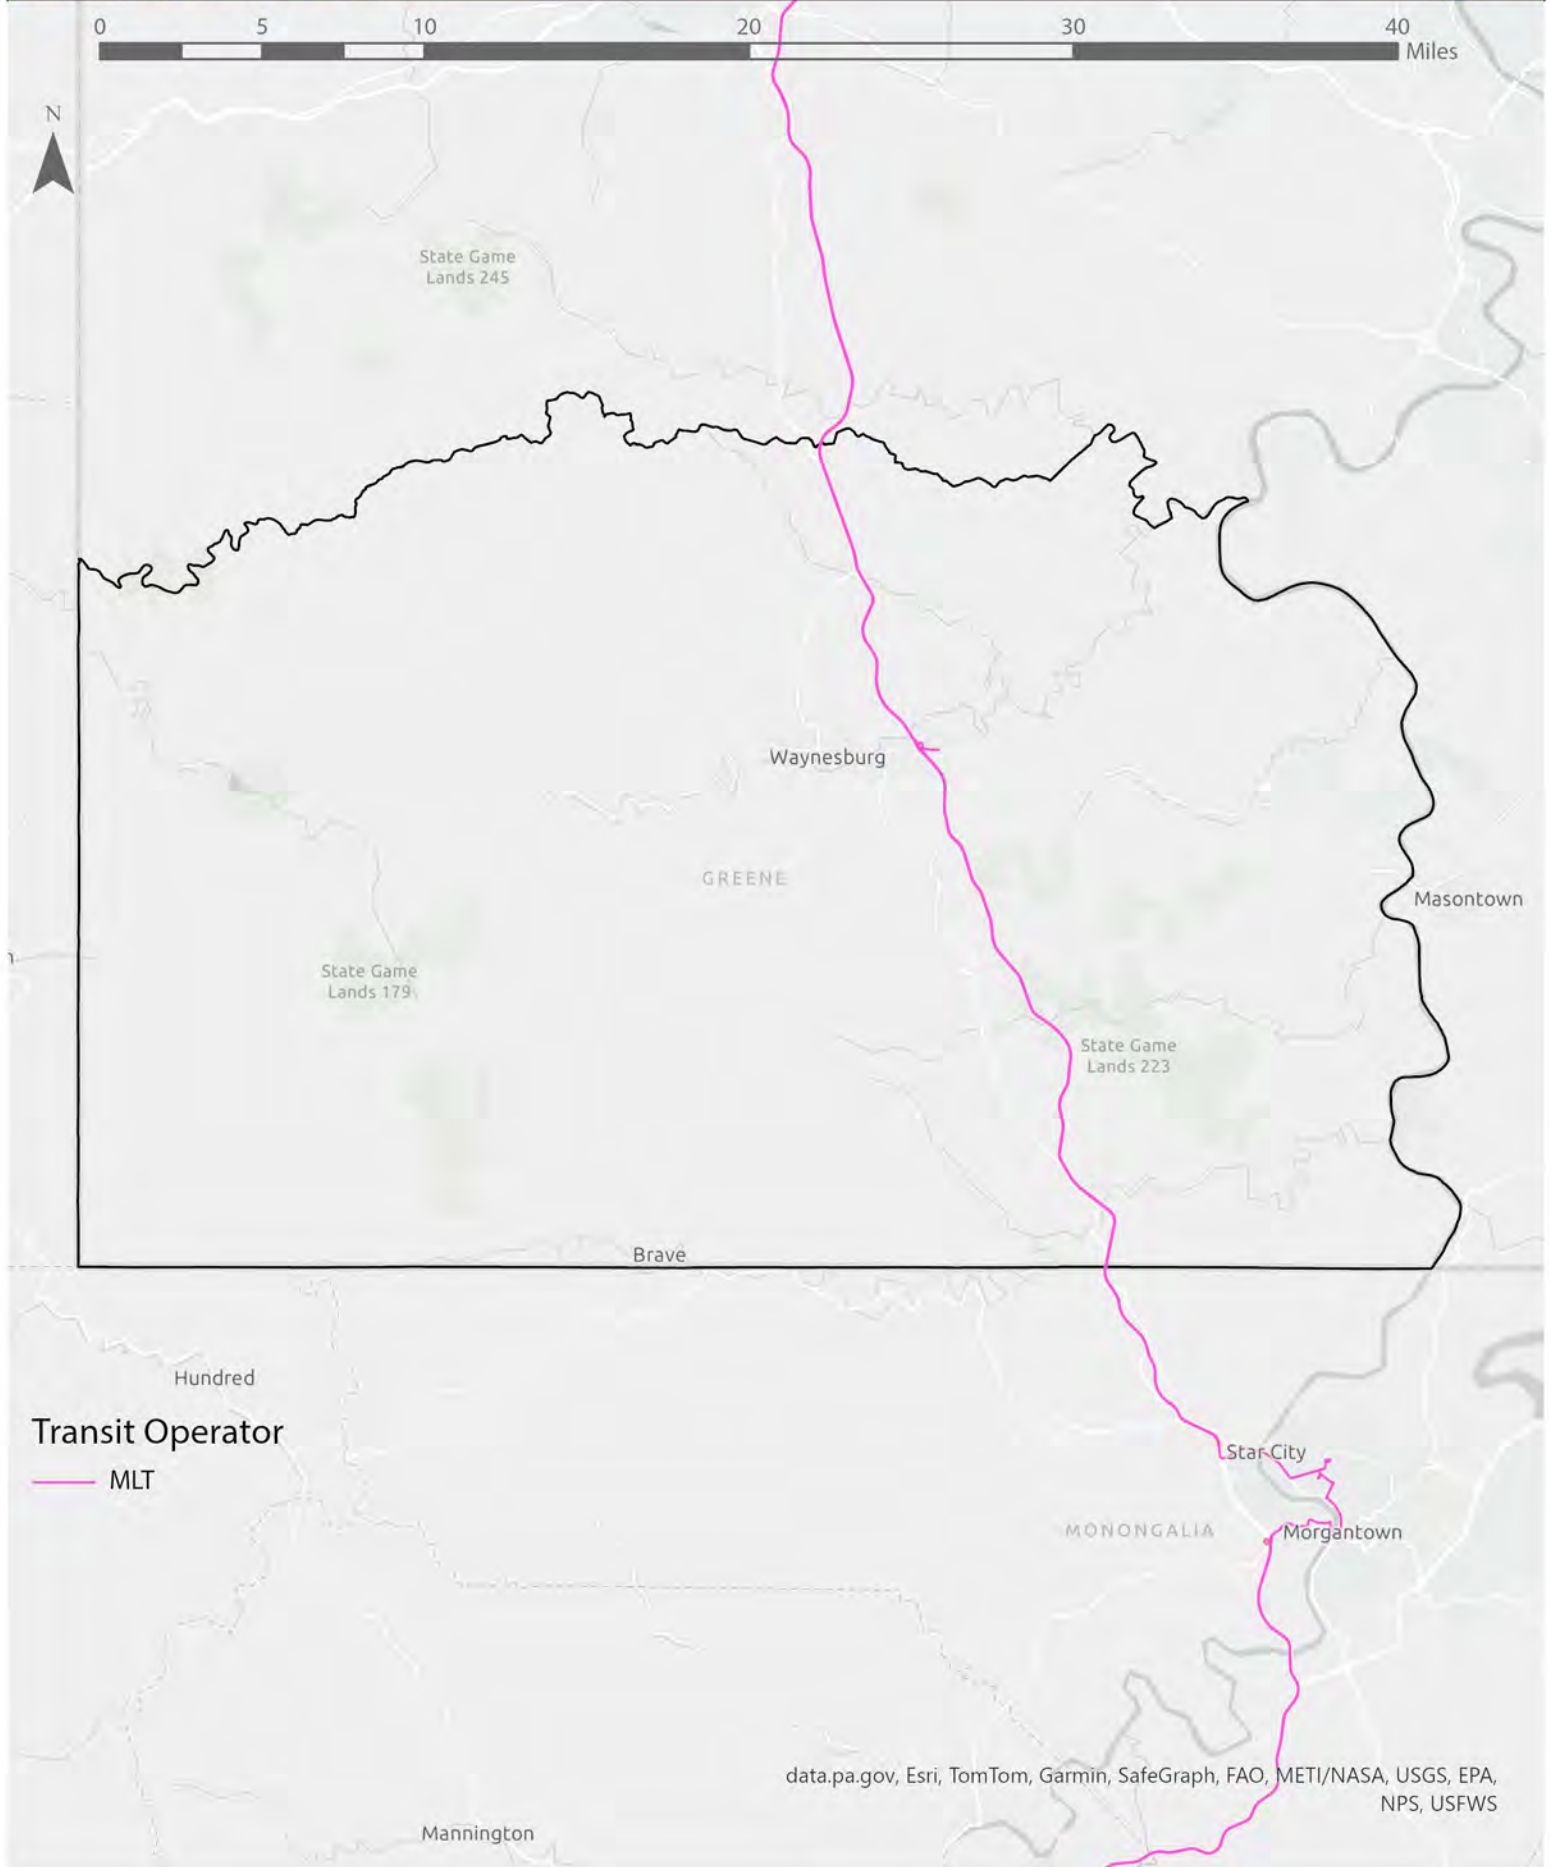 0 5 10 20 30 40
Miles
N
State Game
Lands 245
Waynesburg
GREENE
Masontown
State Game
Lands 179
State Game
Lands 223
Brave
Hundred
Transit Operator
MLT
Star City
MONONGALIA
Morgantown
data.pa.gov, Esri, TomTom, Garmin, SafeGraph, FAO, METI/NASA, USGS, EPA,
NPS, USFWS
Mannington